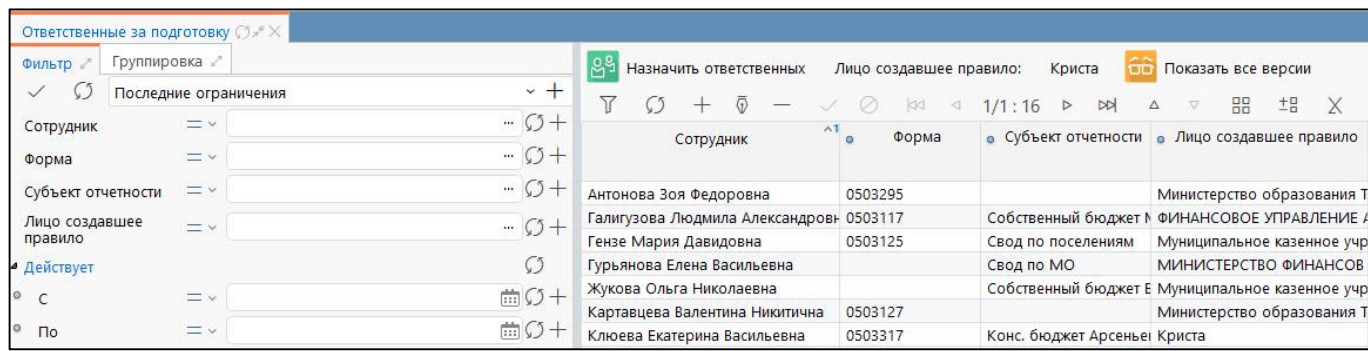 Ответственные за подготовку
Фильтр Группировка
Последние ограничения
Сотрудник
Форма
Субъект отчетности
Лицо создавшее
правило
Действует
С
По
Назначить ответственных Лицо создавшее правило: Криста Показать все версии
1/1 : 16
Сотрудник 1 Форма Субъект отчетности Лицо создавшее правило
Антонова Зоя Федоровна 0503295 Министерство образования Т
Галигузова Людмила Александровн 0503117 Собственный бюджет М ФИНАНСОВОЕ УПРАВЛЕНИЕ А
Гензе Мария Давидовна 0503125 Свод по поселениям Муниципальное казенное учр
Гурьянова Елена Васильевна Свод по МО МИНИСТЕРСТВО ФИНАНСОВ
Жукова Ольга Николаевна Собственный бюджет Муниципальное казенное учр
Картавцева Валентина Никитична 0503127 Министерство образования Т
Клюева Екатерина Васильевна 0503317 Конс. бюджет Арсеньев Криста